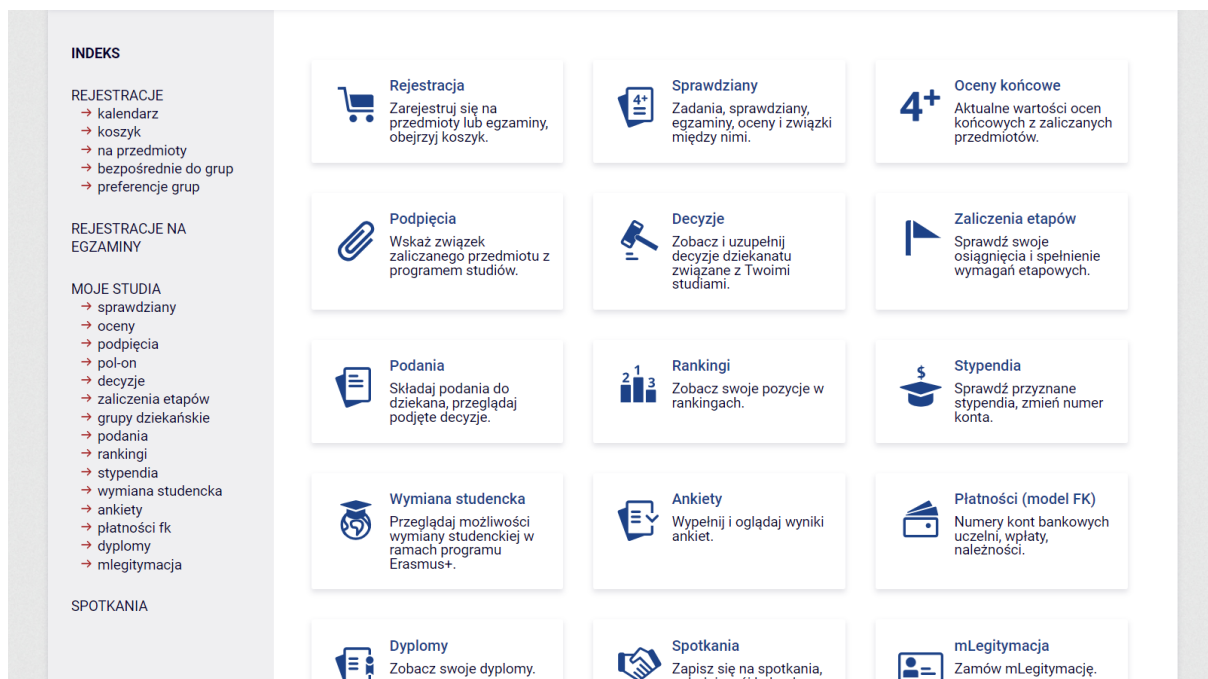 INDEKS
REJESTRACJE
→ kalendarz
→ koszyk
→ na przedmioty
→ bezpośrednie do grup
→ preferencje grup
REJESTRACJE NA
EGZAMINY
MOJE STUDIA
→ sprawdziany
→ oceny
→ podpięcia
→ pol-on
→ decyzje
→ zaliczenia etapów
→ grupy dziekańskie
→ podania
→ rankingi
→ stypendia
→ wymiana studencka
→ ankiety
→ płatności fk
→ dyplomy
→ mlegitymacja
SPOTKANIA
Rejestracja
Zarejestruj się na
przedmioty lub egzaminy,
obejrzyj koszyk.
4+
Sprawdziany
Zadania, sprawdziany,
egzaminy, oceny i związki
między nimi.
4+
Oceny końcowe
Aktualne wartości ocen
końcowych z zaliczanych
przedmiotów.
Podpięcia
Wskaż związek
zaliczanego przedmiotu z
programem studiów.
Decyzje
Zobacz i uzupełnij
decyzje dziekanatu
związane z Twoimi
studiami.
Zaliczenia etapów
Sprawdź swoje
osiągnięcia i spełnienie
wymagań etapowych.
Podania
Składaj podania do
dziekana, przeglądaj
podjęte decyzje.
2 1 3
Rankingi
Zobacz swoje pozycje w
rankingach.
$
Stypendia
Sprawdź przyznane
stypendia, zmień numer
konta.
Wymiana studencka
Przeglądaj możliwości
wymiany studenckiej w
ramach programu
Erasmus+.
Ankiety
Wypełnij i oglądaj wyniki
ankiet.
Płatności (model FK)
Numery kont bankowych
uczelni, wpłaty,
należności.
Dyplomy
Zobacz swoje dyplomy.
Spotkania
Zapisz się na spotkania,
mLegitymacja
Zamów mLegitymację.